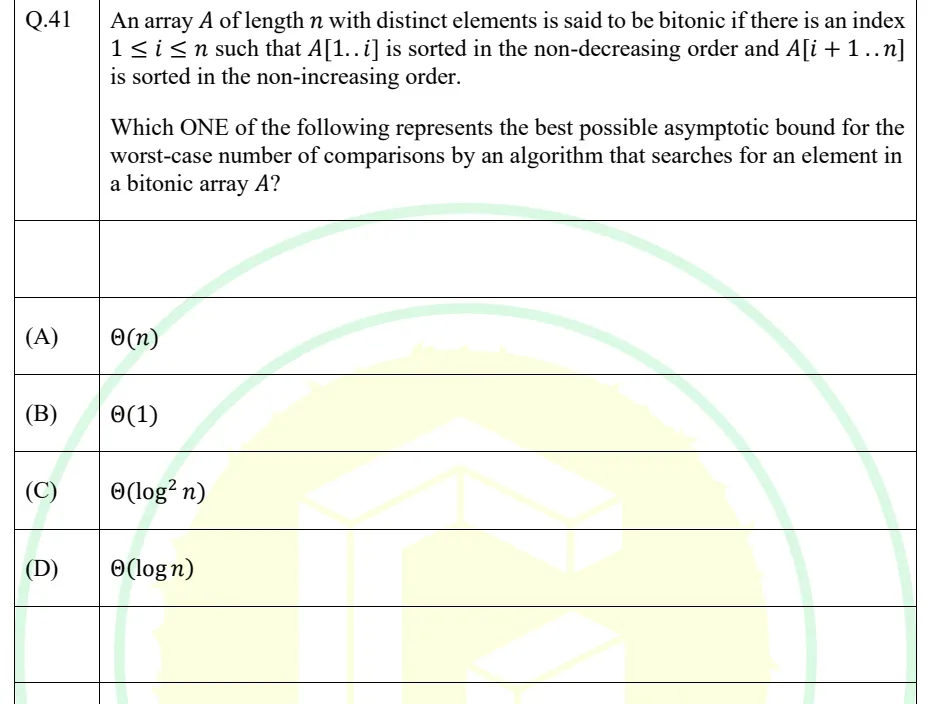 Q.41 An array A of length n with distinct elements is said to be bitonic if there is an index
1 ≤ i ≤ n such that A[1..i] is sorted in the non-decreasing order and A[i + 1 ..n]
is sorted in the non-increasing order.
Which ONE of the following represents the best possible asymptotic bound for the
worst-case number of comparisons by an algorithm that searches for an element in
a bitonic array A?
(A) Θ(n)
(B) Θ(1)
(C) Θ(log² n)
(D) Θ(log n)